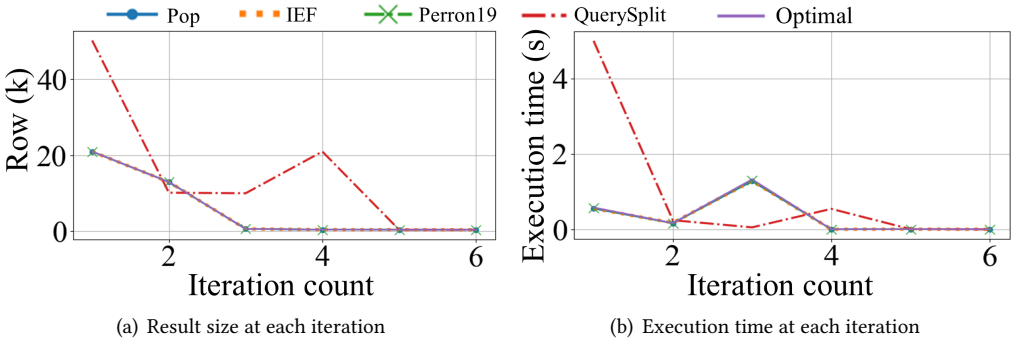 Pop IEF Perron19 QuerySplit Optimal
Row (k)
40
20
0
2 4 6
Iteration count
(a) Result size at each iteration
Execution time (s)
4
2
0
2 4 6
Iteration count
(b) Execution time at each iteration